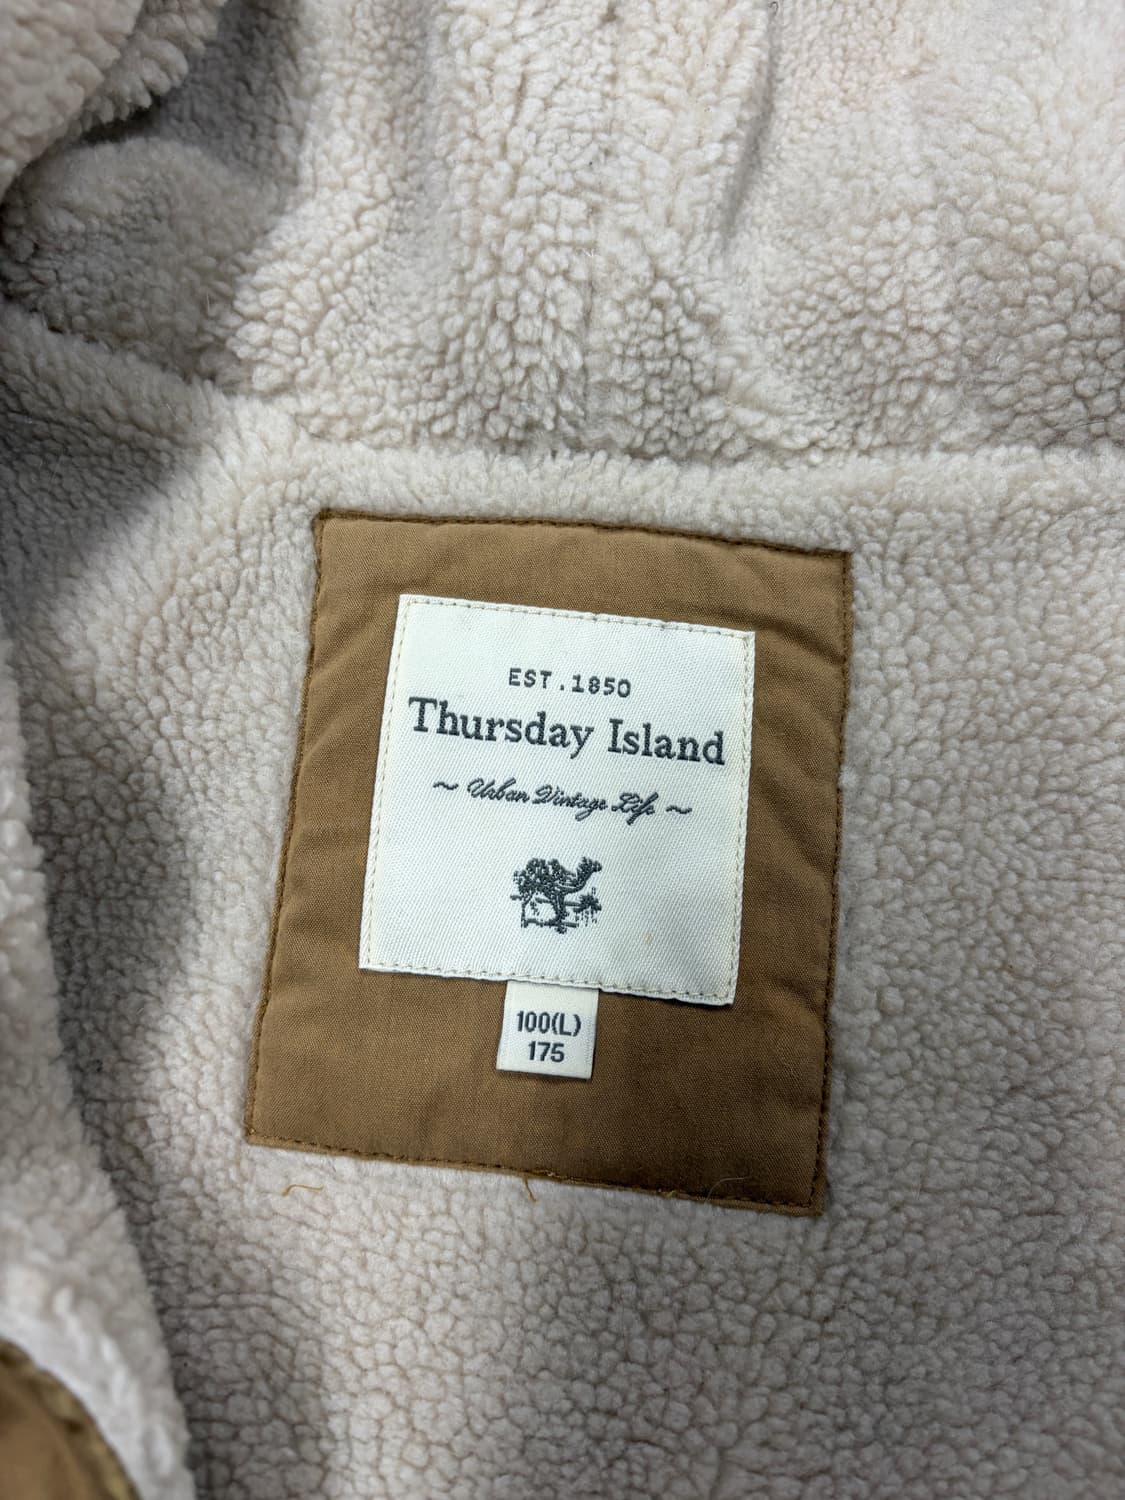 EST.1850
Thursday Island
~ Urban Vintage Life ~
100(L)
175